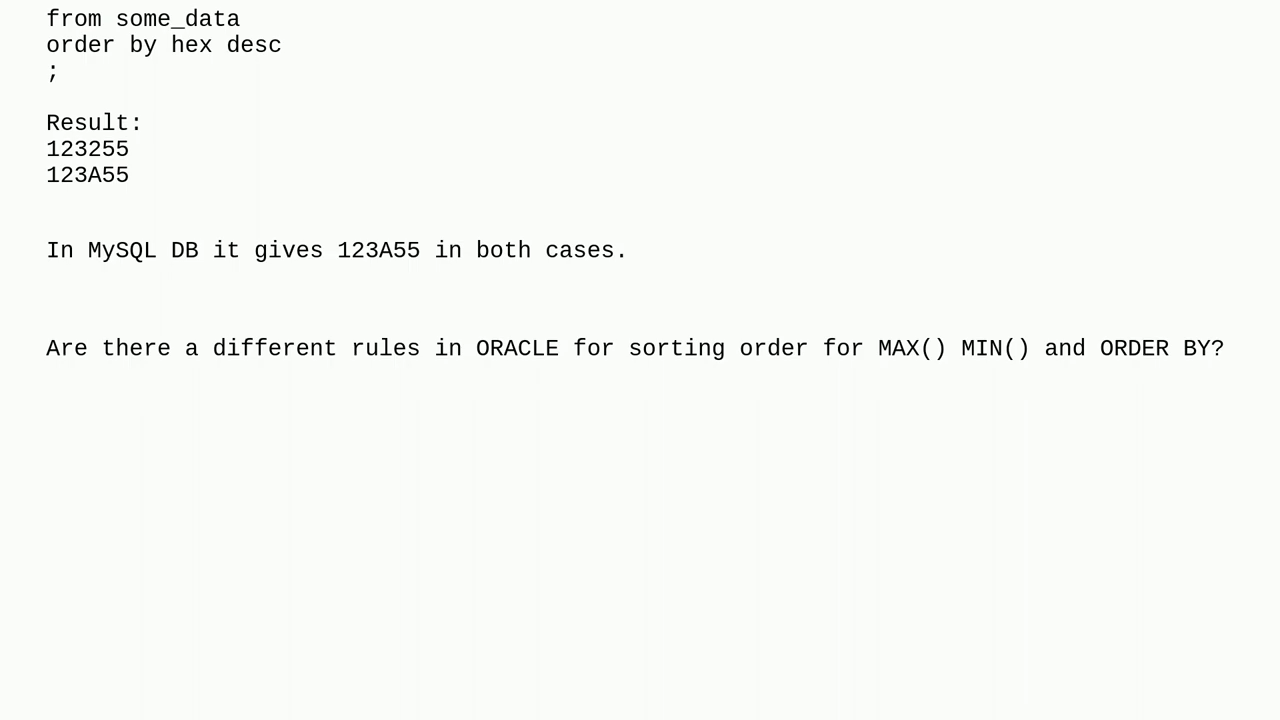 from some_data
order by hex desc
;
Result:
123255
123A55
In MySQL DB it gives 123A55 in both cases.
Are there a different rules in ORACLE for sorting order for MAX() MIN() and ORDER BY?